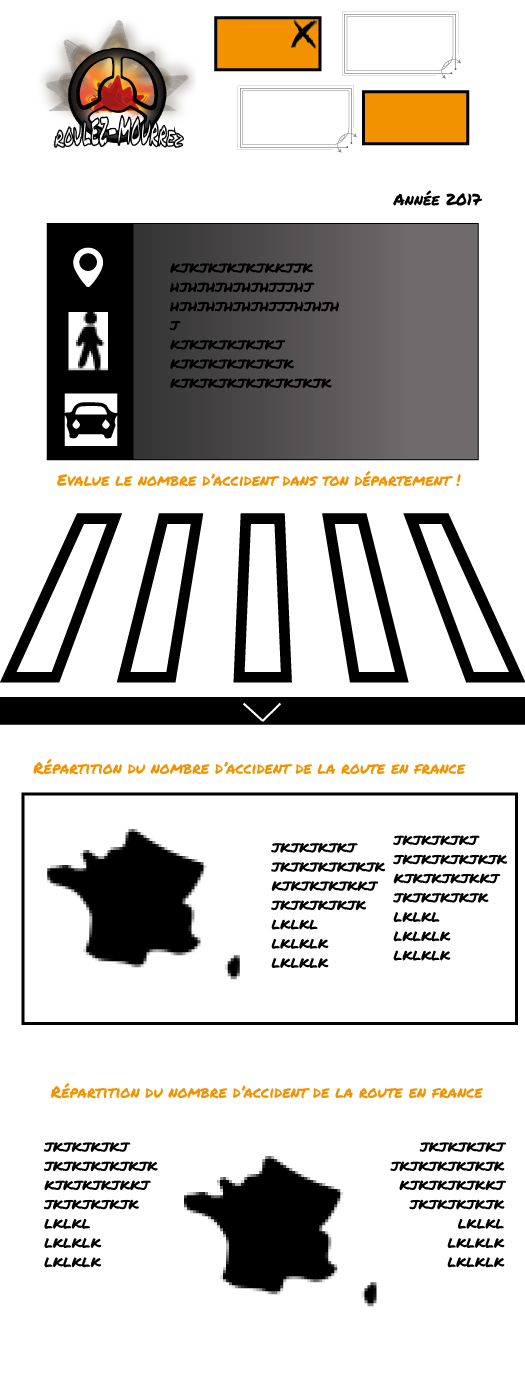 ROULEZ-MOURREZ
Année 2017
KJKJKJKJKJKKJJK
HJHJHJHJHJHJJJHJ
HJHJHJHJHJHJJJHJHJH
J
KJKJKJKJKJKJ
KJKJKJKJKJKJK
KJKJKJKJKJKJKJKJK
Evalue le nombre d'accident dans ton département !
Répartition du nombre d'accident de la route en france
JKJKJKJKJ
JKJKJKJKJKJK
KJKJKJKJKKJ
JKJKJKJKJK
LKLKL
LKLKLK
LKLKLK
JKJKJKJKJ
JKJKJKJKJKJK
KJKJKJKJKKJ
JKJKJKJKJK
LKLKL
LKLKLK
LKLKLK
Répartition du nombre d'accident de la route en france
JKJKJKJKJ
JKJKJKJKJKJK
KJKJKJKJKKJ
JKJKJKJKJK
LKLKL
LKLKLK
LKLKLK
JKJKJKJKJ
JKJKJKJKJKJK
KJKJKJKJKKJ
JKJKJKJKJK
LKLKL
LKLKLK
LKLKLK